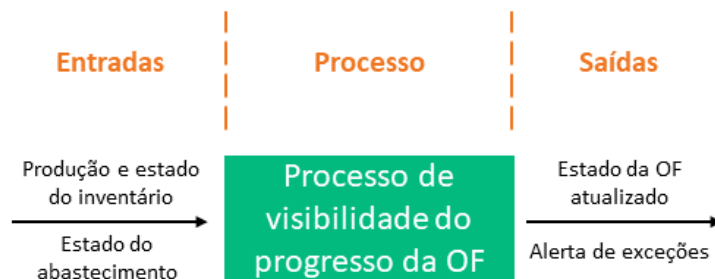 Entradas
Processo
Saídas
Produção e estado
do inventário
Estado do
abastecimento
Processo de
visibilidade do
progresso da OF
Estado da OF
atualizado
Alerta de exceções